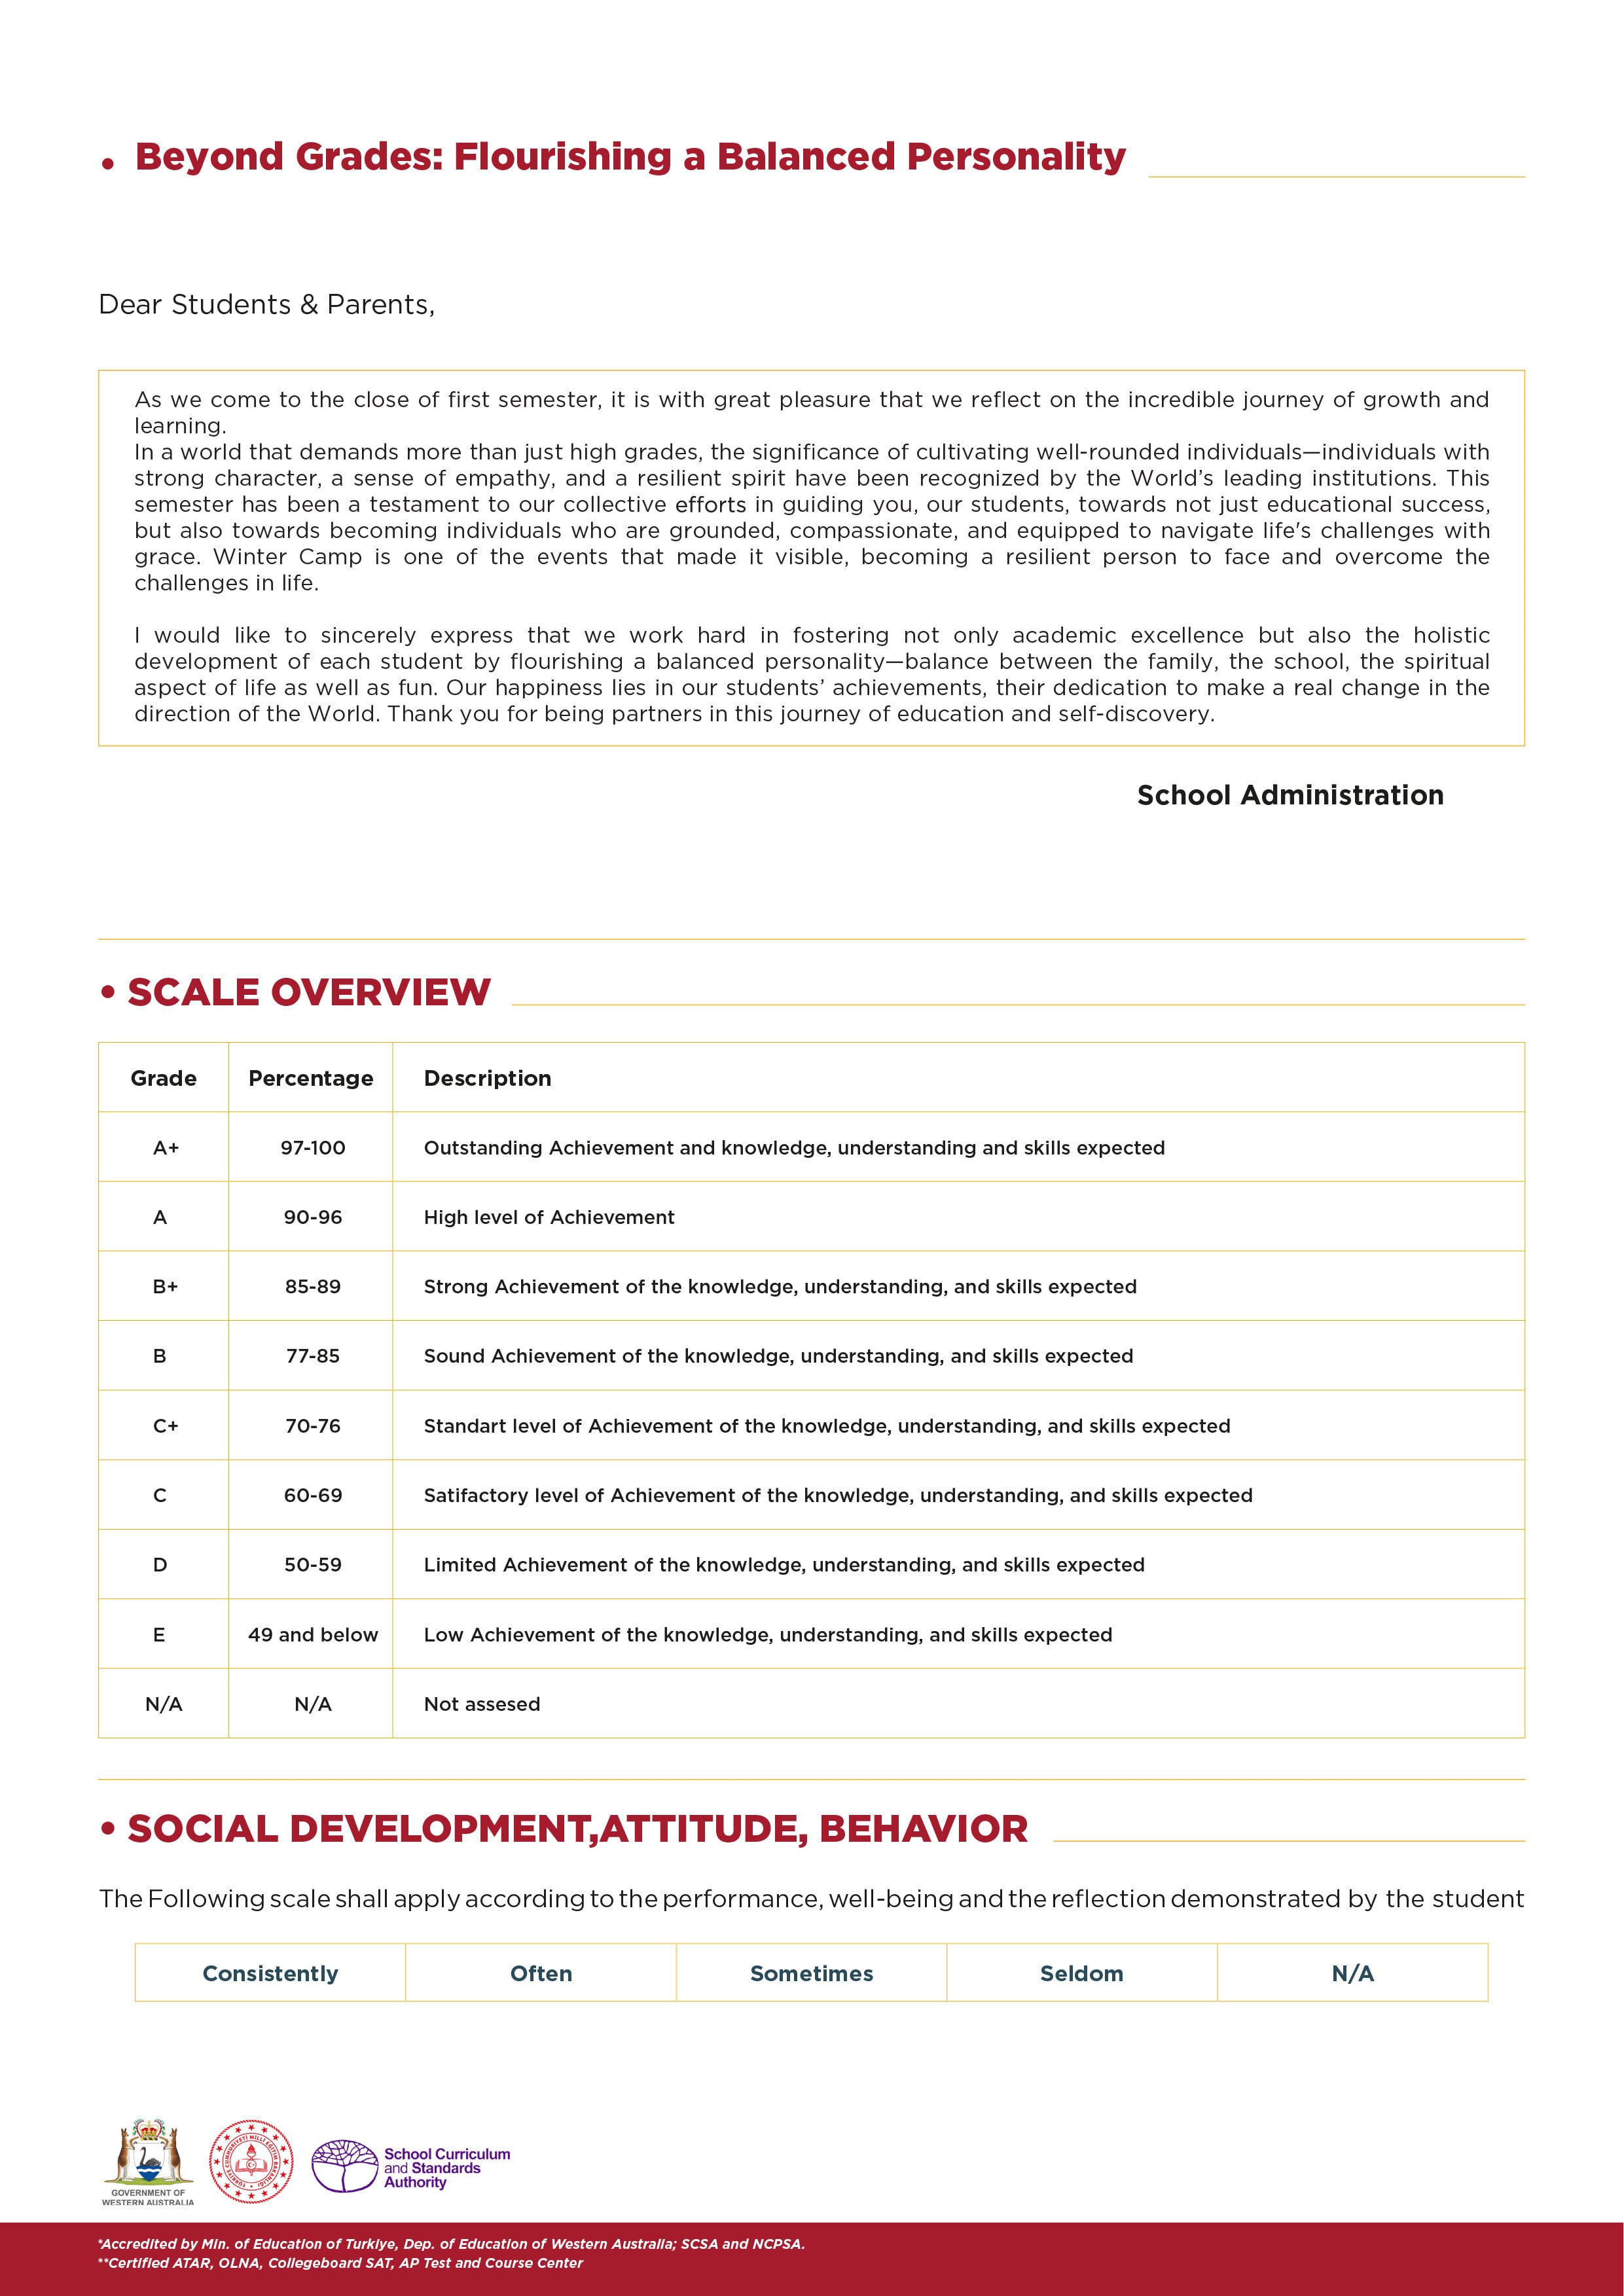 • Beyond Grades: Flourishing a Balanced Personality
Dear Students & Parents,
As we come to the close of first semester, it is with great pleasure that we reflect on the incredible journey of growth and
learning.
In a world that demands more than just high grades, the significance of cultivating well-rounded individuals—individuals with
strong character, a sense of empathy, and a resilient spirit have been recognized by the World’s leading institutions. This
semester has been a testament to our collective efforts in guiding you, our students, towards not just educational success,
but also towards becoming individuals who are grounded, compassionate, and equipped to navigate life's challenges with
grace. Winter Camp is one of the events that made it visible, becoming a resilient person to face and overcome the
challenges in life.
I would like to sincerely express that we work hard in fostering not only academic excellence but also the holistic
development of each student by flourishing a balanced personality—balance between the family, the school, the spiritual
aspect of life as well as fun. Our happiness lies in our students’ achievements, their dedication to make a real change in the
direction of the World. Thank you for being partners in this journey of education and self-discovery.
School Administration
• SCALE OVERVIEW
Grade Percentage Description
A+ 97-100 Outstanding Achievement and knowledge, understanding and skills expected
A 90-96 High level of Achievement
B+ 85-89 Strong Achievement of the knowledge, understanding, and skills expected
B 77-85 Sound Achievement of the knowledge, understanding, and skills expected
C+ 70-76 Standart level of Achievement of the knowledge, understanding, and skills expected
C 60-69 Satifactory level of Achievement of the knowledge, understanding, and skills expected
D 50-59 Limited Achievement of the knowledge, understanding, and skills expected
E 49 and below Low Achievement of the knowledge, understanding, and skills expected
N/A N/A Not assesed
• SOCIAL DEVELOPMENT,ATTITUDE, BEHAVIOR
The Following scale shall apply according to the performance, well-being and the reflection demonstrated by the student
Consistently Often Sometimes Seldom N/A
GOVERNMENT OF
WESTERN AUSTRALIA
TÜRKİYE CUMHURİYETİ MİLLİ EĞİTİM BAKANLIĞI
School Curriculum
and Standards
Authority
*Accredited by Min. of Education of Turkiye, Dep. of Education of Western Australia; SCSA and NCPSA.
**Certified ATAR, OLNA, Collegeboard SAT, AP Test and Course Center